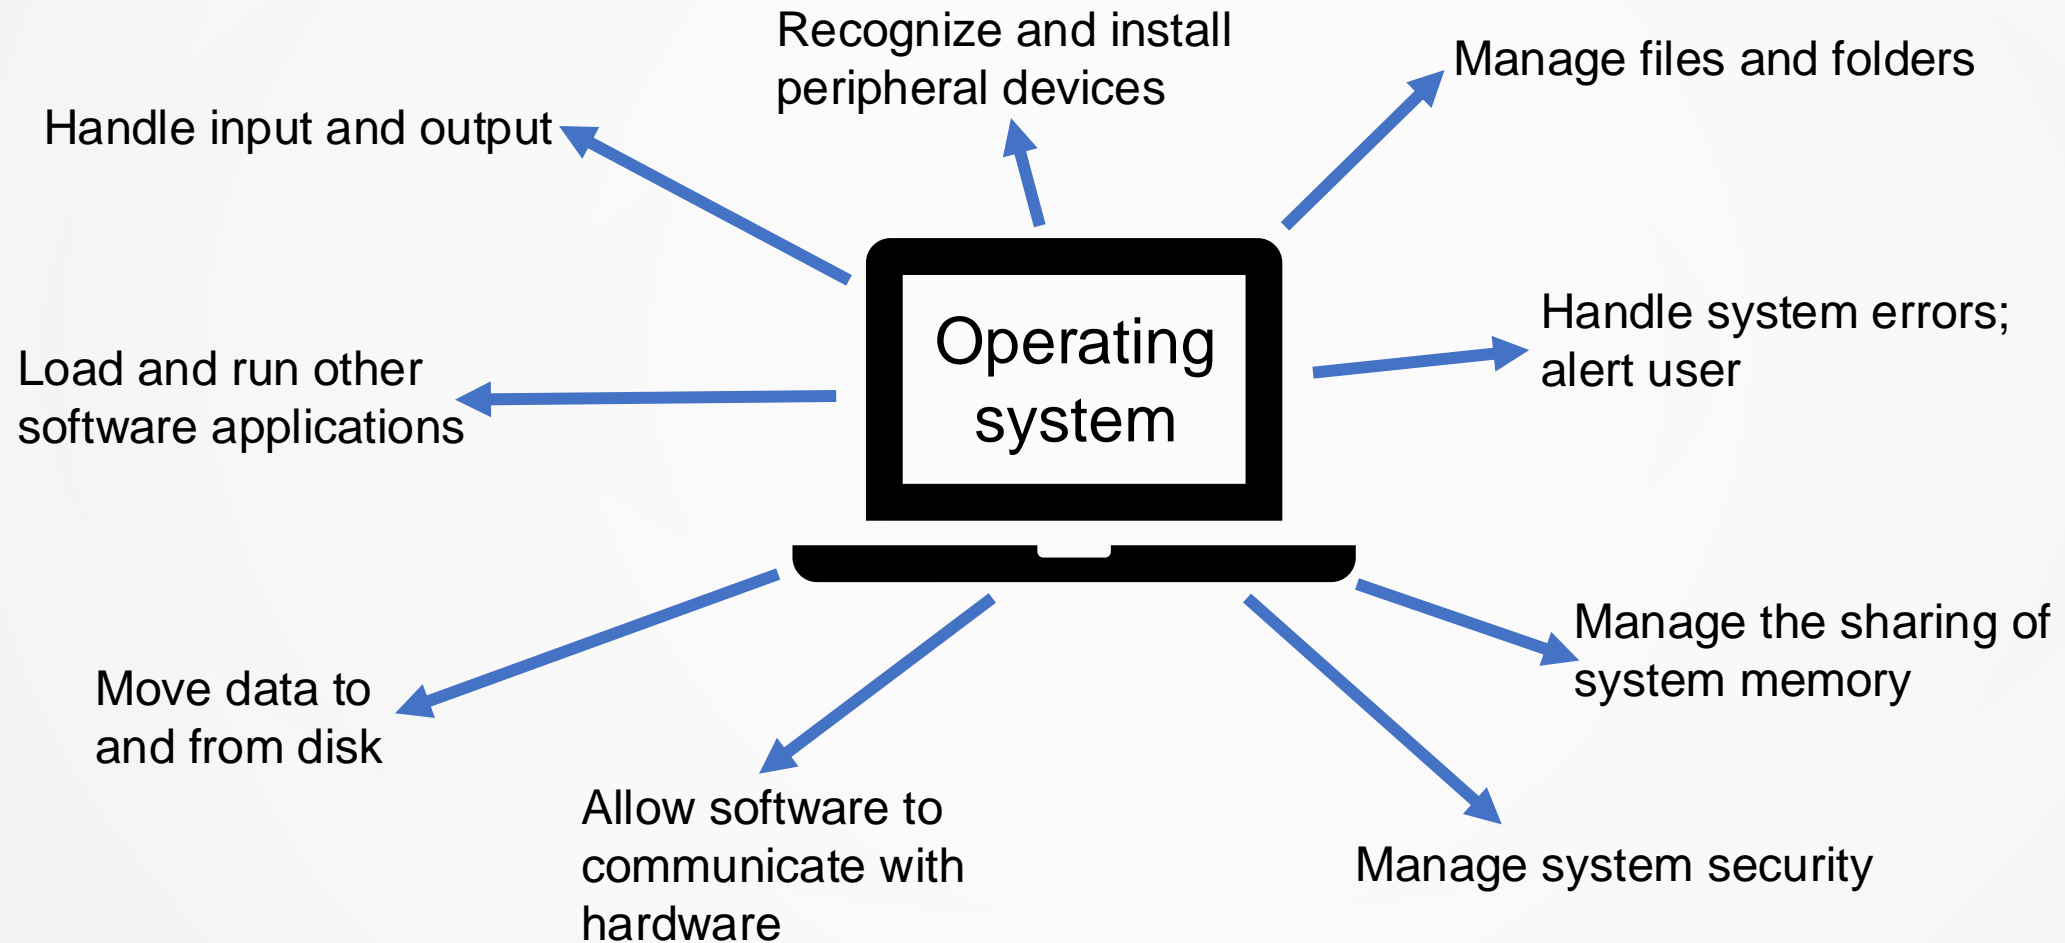 Recognize and install
peripheral devices
Manage files and folders
Handle input and output
Operating
system
Handle system errors;
alert user
Load and run other
software applications
Manage the sharing of
system memory
Move data to
and from disk
Allow software to
communicate with
hardware
Manage system security